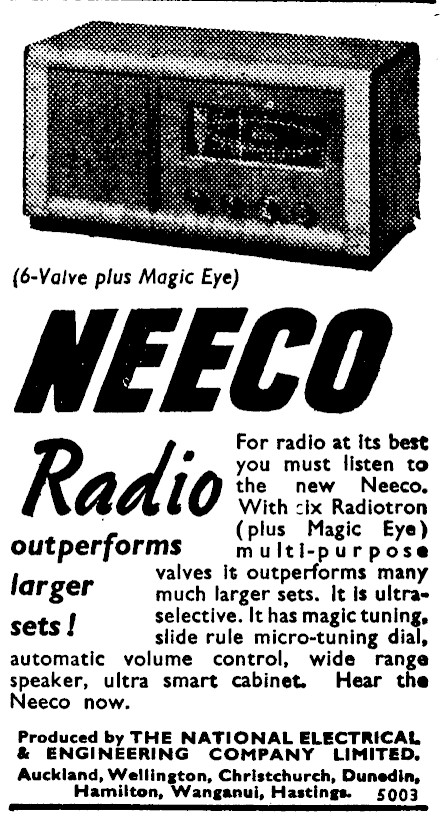 (6-Valve plus Magic Eye)
NEECO
Radio
outperforms
larger
sets!
For radio at its best
you must listen to
the new Neeco.
With six Radiotron
(plus Magic Eye)
multi-purpose
valves it outperforms many
much larger sets. It is ultra-
selective. It has magic tuning,
slide rule micro-tuning dial,
automatic volume control, wide range
speaker, ultra smart cabinet. Hear the
Neeco now.
Produced by THE NATIONAL ELECTRICAL
& ENGINEERING COMPANY LIMITED.
Auckland, Wellington, Christchurch, Dunedin,
Hamilton, Wanganui, Hastings. 5003